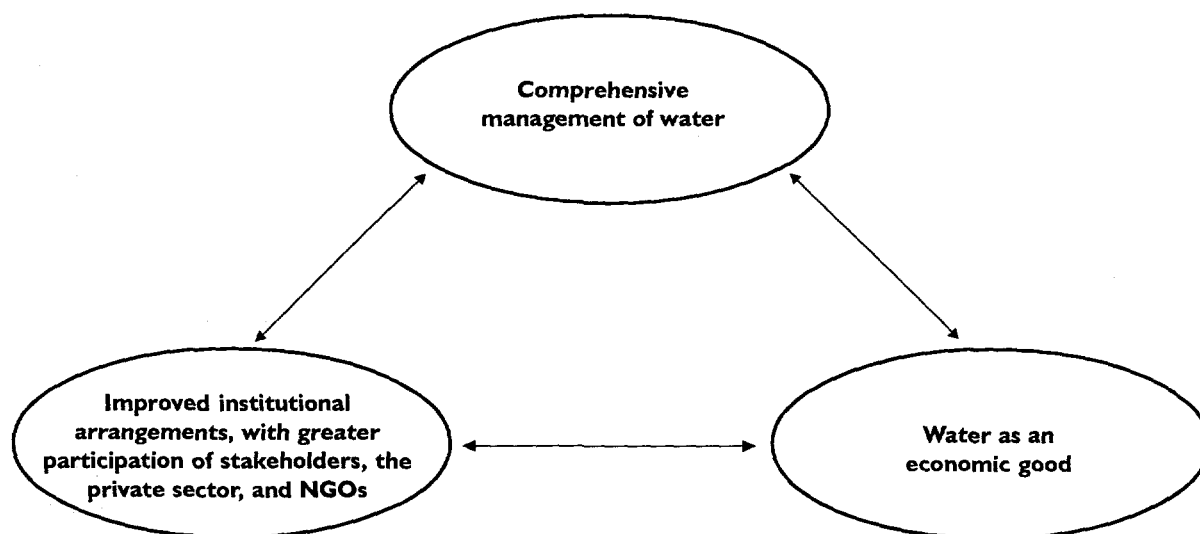 Comprehensive
management of water
Improved institutional
arrangements, with greater
participation of stakeholders, the
private sector, and NGOs
Water as an
economic good